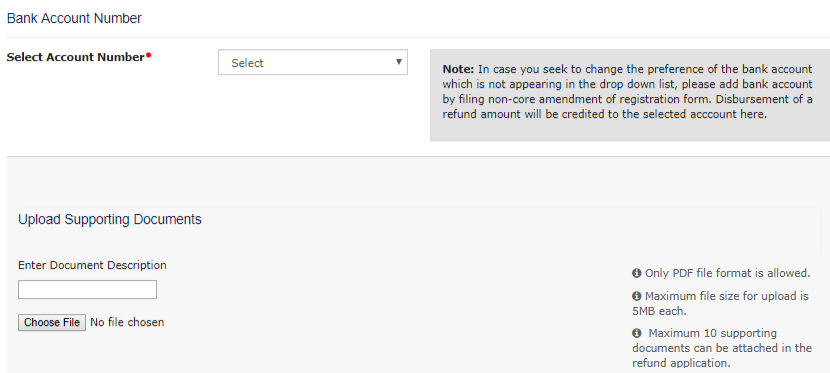 Bank Account Number
Select Account Number*
Select
Note: In case you seek to change the preference of the bank account
which is not appearing in the drop down list, please add bank account
by filing non-core amendment of registration form. Disbursement of a
refund amount will be credited to the selected acccount here.
Upload Supporting Documents
Enter Document Description
Choose File No file chosen
Only PDF file format is allowed.
Maximum file size for upload is
5MB each.
Maximum 10 supporting
documents can be attached in the
refund application.